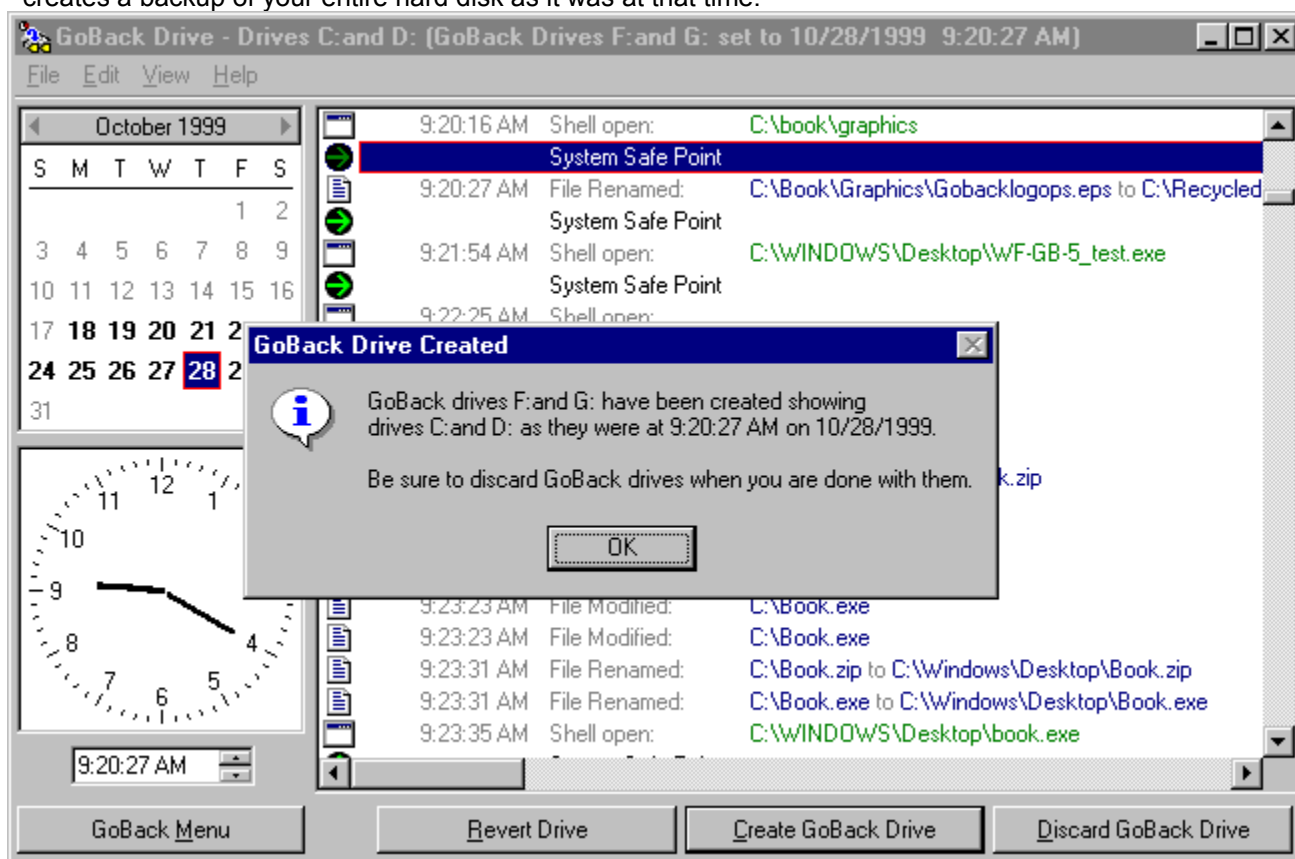 creates a backup of your entire hard disk as it was at that time.
GoBack Drive - Drives C:and D: (GoBack Drives F:and G: set to 10/28/1999 9:20:27 AM)
File Edit View Help
October 1999
S M T W T F S
1 2
3 4 5 6 7 8 9
10 11 12 13 14 15 16
17 18 19 20 21
24 25 26 27 28
31
12
11
1
10
9
8
4
7
5
6
9:20:27 AM
9:20:16 AM Shell open: C:\book\graphics
System Safe Point
9:20:27 AM File Renamed: C:\Book\Graphics\Gobacklogops.eps to C:\Recycled
System Safe Point
9:21:54 AM Shell open: C:\WINDOWS\Desktop\WF-GB-5_test.exe
System Safe Point
9:22:25 AM Shell open:
GoBack Drive Created
GoBack drives F:and G: have been created showing
drives C:and D: as they were at 9:20:27 AM on 10/28/1999.
Be sure to discard GoBack drives when you are done with them.
OK
k.zip
9:23:23 AM File Modified: C:\Book.exe
9:23:23 AM File Modified: C:\Book.exe
9:23:31 AM File Renamed: C:\Book.zip to C:\Windows\Desktop\Book.zip
9:23:31 AM File Renamed: C:\Book.exe to C:\Windows\Desktop\Book.exe
9:23:35 AM Shell open: C:\WINDOWS\Desktop\book.exe
GoBack Menu
Revert Drive
Create GoBack Drive
Discard GoBack Drive